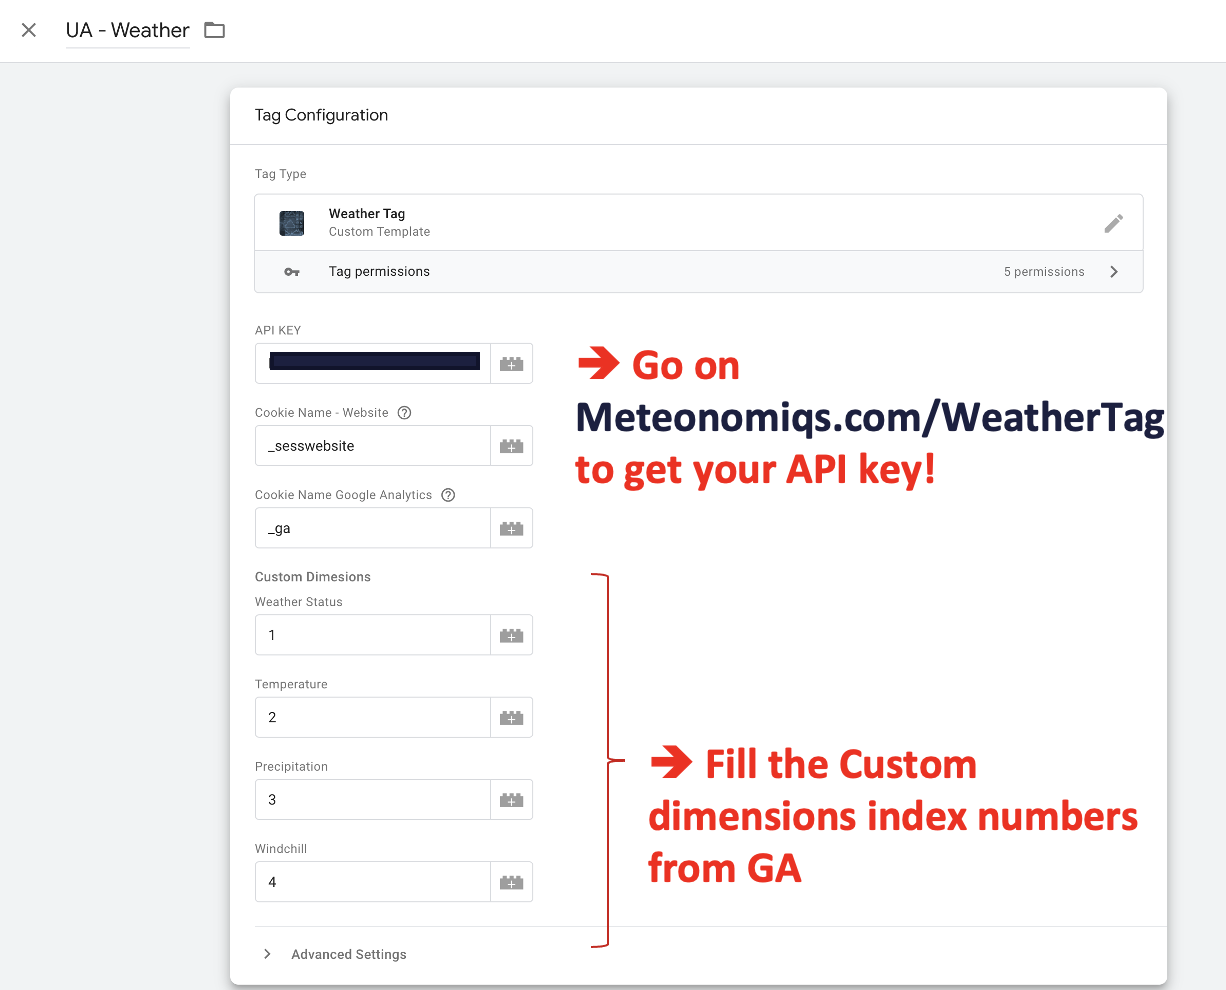 UA - Weather
Tag Configuration
Tag Type
Weather Tag
Custom Template
Tag permissions
5 permissions
API KEY
➔ Go on
Meteonomiqs.com/WeatherTag
to get your API key!
Cookie Name - Website
_sesswebsite
Cookie Name Google Analytics
_ga
Custom Dimesions
Weather Status
1
Temperature
2
Precipitation
3
Windchill
4
➔ Fill the Custom
dimensions index numbers
from GA
Advanced Settings